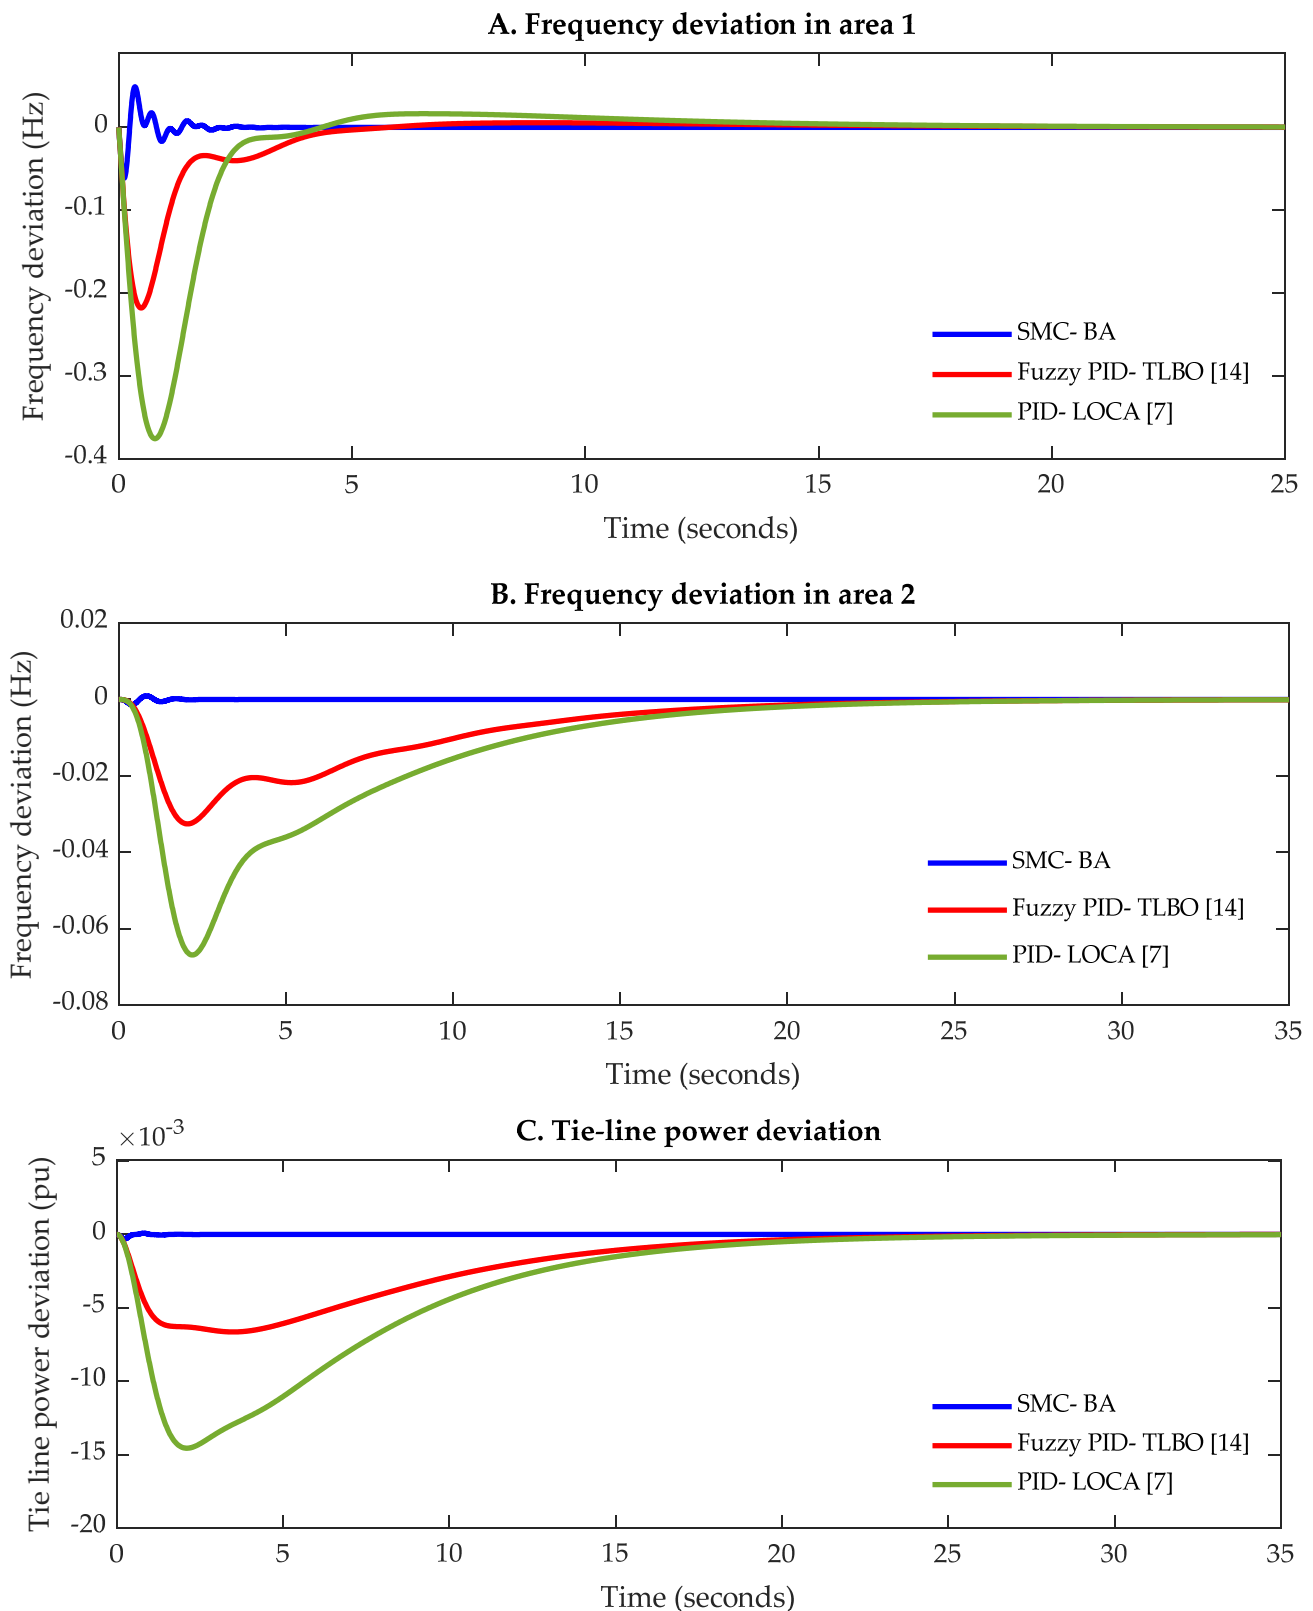 A. Frequency deviation in area 1
Frequency deviation (Hz)
0
-0.1
-0.2
-0.3
-0.4
SMC- BA
Fuzzy PID- TLBO [14]
PID- LOCA [7]
0 5 10 15 20 25
Time (seconds)
B. Frequency deviation in area 2
Frequency deviation (Hz)
0.02
0
-0.02
-0.04
-0.06
-0.08
SMC- BA
Fuzzy PID- TLBO [14]
PID- LOCA [7]
0 5 10 15 20 25 30 35
Time (seconds)
C. Tie-line power deviation
×10-3
Tie line power deviation (pu)
5
0
-5
-10
-15
-20
SMC- BA
Fuzzy PID- TLBO [14]
PID- LOCA [7]
0 5 10 15 20 25 30 35
Time (seconds)